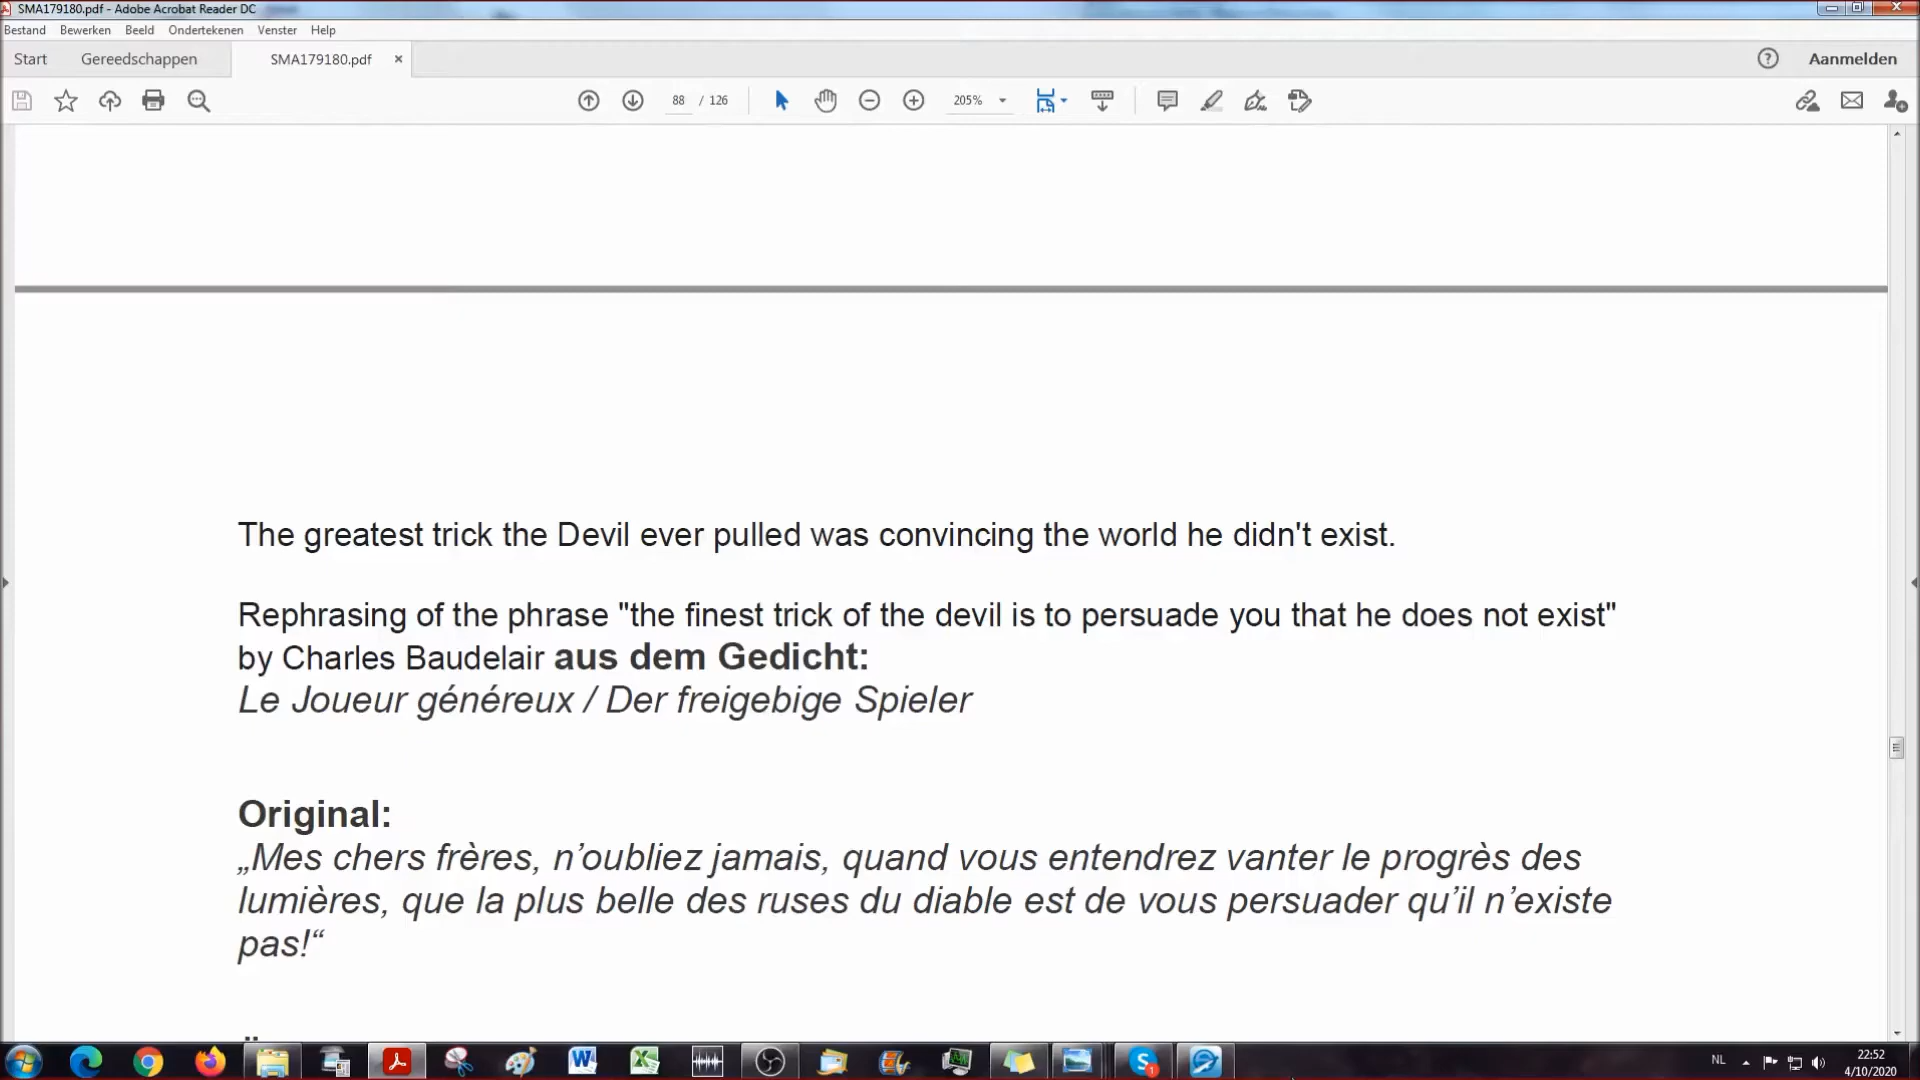 SMA179180.pdf - Adobe Acrobat Reader DC
Bestand Bewerken Beeld Ondertekenen Venster Help
Start Gereedschappen SMA179180.pdf × Aanmelden
88 / 126 205%
The greatest trick the Devil ever pulled was convincing the world he didn't exist.
Rephrasing of the phrase "the finest trick of the devil is to persuade you that he does not exist"
by Charles Baudelair aus dem Gedicht:
Le Joueur généreux / Der freigebige Spieler
Original:
„Mes chers frères, n’oubliez jamais, quand vous entendrez vanter le progrès des
lumières, que la plus belle des ruses du diable est de vous persuader qu’il n’existe
pas!“
NL 22:52
4/10/2020